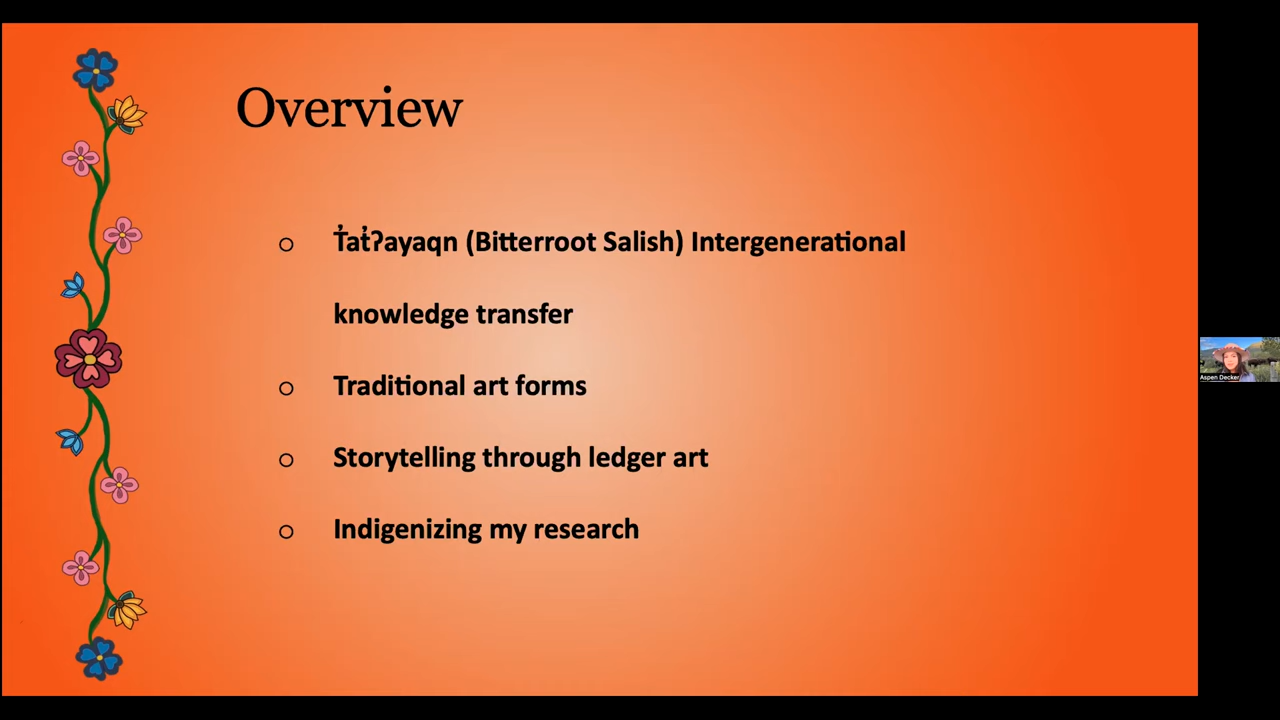 Overview
T̓at̓ʔayaqn (Bitterroot Salish) Intergenerational
knowledge transfer
Traditional art forms
Storytelling through ledger art
Indigenizing my research
Aspen Decker